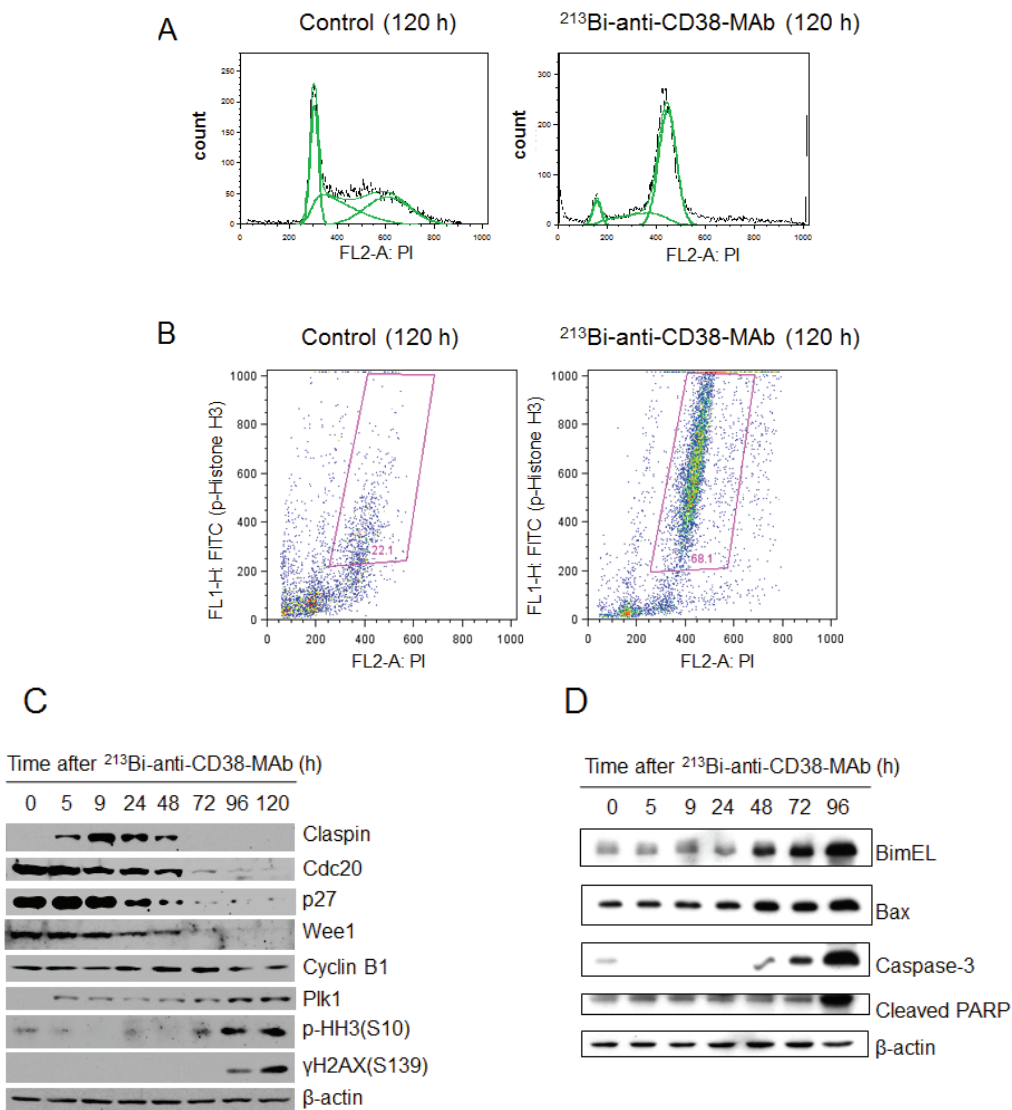 A
Control (120 h)
²¹³Bi-anti-CD38-MAb (120 h)
count
250
200
150
100
50
0
0 200 400 600 800 1000
FL2-A: PI
count
300
200
100
0
0 200 400 600 800 1000
FL2-A: PI
B
Control (120 h)
²¹³Bi-anti-CD38-MAb (120 h)
FL1-H: FITC (p-Histone H3)
1000
800
600
400
200
0
22.1
0 200 400 600 800 1000
FL2-A: PI
FL1-H: FITC (p-Histone H3)
1000
800
600
400
200
0
68.1
0 200 400 600 800 1000
FL2-A: PI
C
Time after ²¹³Bi-anti-CD38-MAb (h)
0 5 9 24 48 72 96 120
Claspin
Cdc20
p27
Wee1
Cyclin B1
Plk1
p-HH3(S10)
γH2AX(S139)
β-actin
D
Time after ²¹³Bi-anti-CD38-MAb (h)
0 5 9 24 48 72 96
BimEL
Bax
Caspase-3
Cleaved PARP
β-actin